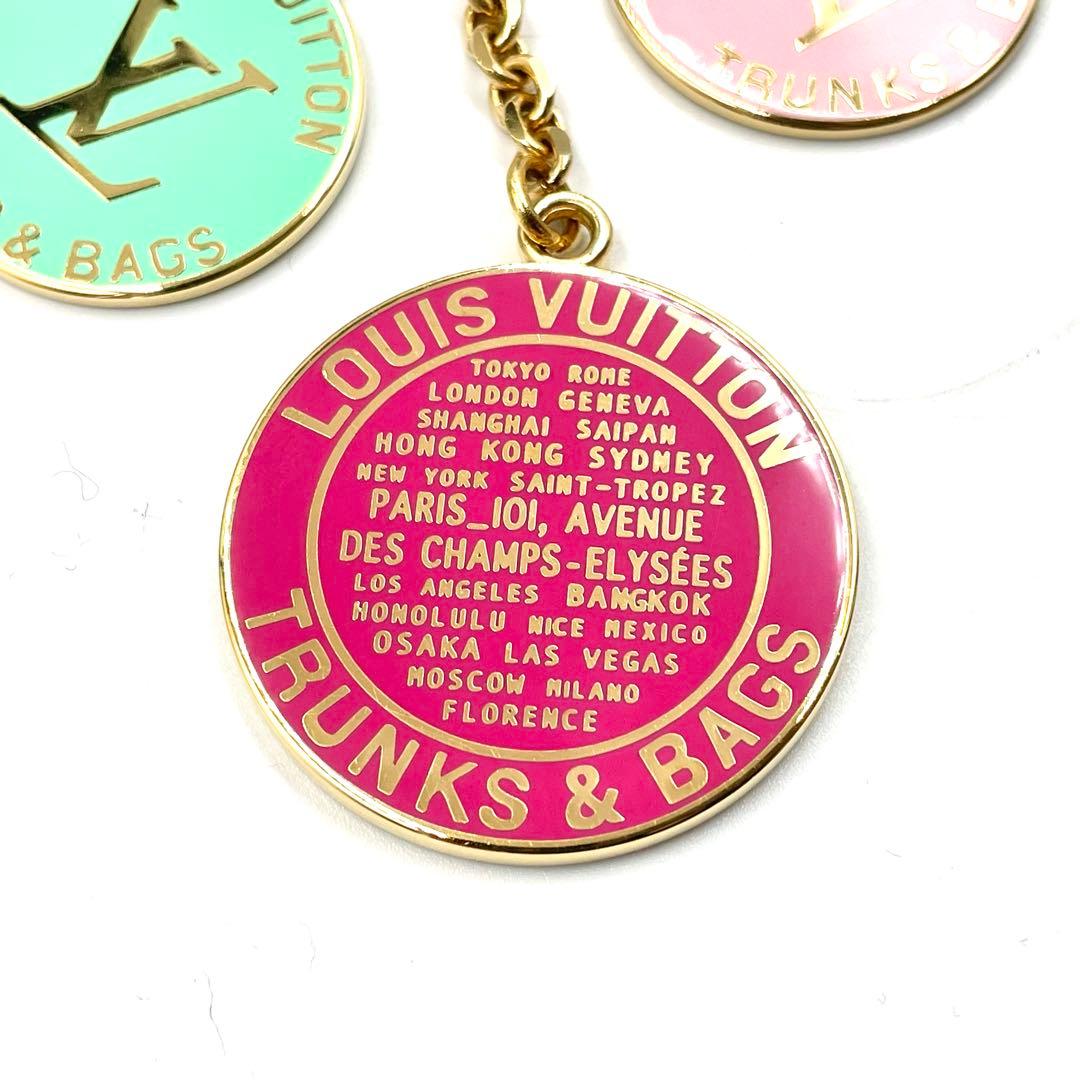 VUITTON
LV
& BAGS
TRUNKS &
LOUIS VUITTON
TOKYO ROME
LONDON GENEVA
SHANGHAI SAIPAN
HONG KONG SYDNEY
NEW YORK SAINT-TROPEZ
PARIS_101, AVENUE
DES CHAMPS-ELYSÉES
LOS ANGELES BANGKOK
HONOLULU NICE MEXICO
OSAKA LAS VEGAS
MOSCOW MILANO
FLORENCE
TRUNKS & BAGS